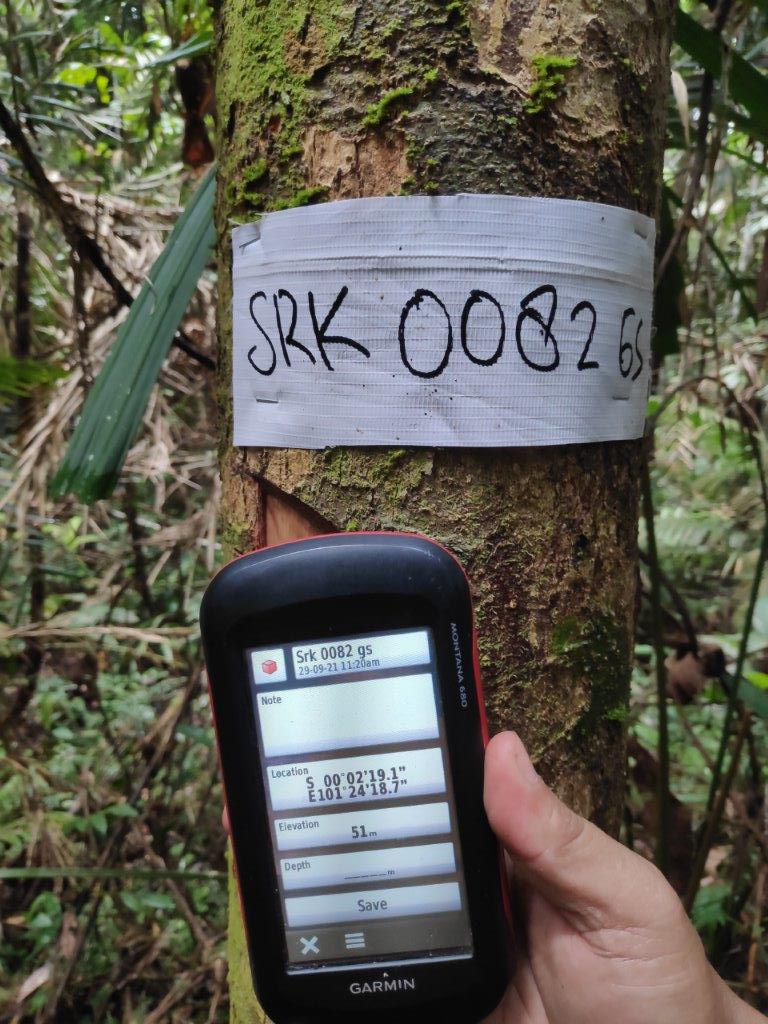 SRK 0082 GS
MONTANA 680
Srk 0082 gs
29-09-21 11:20am
Note
Location
S 00°02'19.1"
E101°24'18.7"
Elevation
51m
Depth
____m
Save
GARMIN